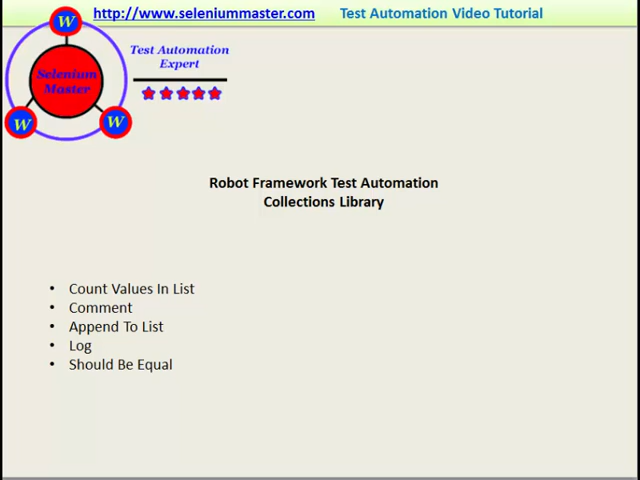 http://www.seleniummaster.com Test Automation Video Tutorial
W
Test Automation
Expert
Selenium
Master
W
W
Robot Framework Test Automation
Collections Library
• Count Values In List
• Comment
• Append To List
• Log
• Should Be Equal